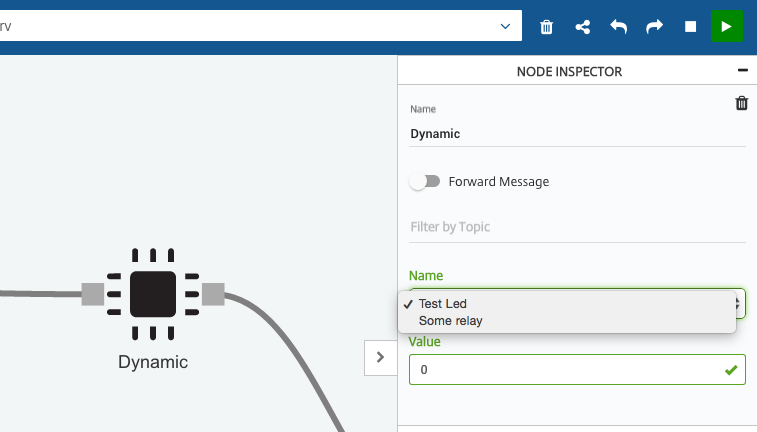 rv
NODE INSPECTOR
Name
Dynamic
Forward Message
Filter by Topic
Name
Test Led
Some relay
Value
0
Dynamic